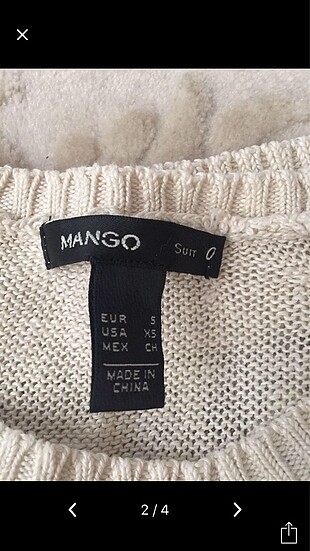 MANGO Suit 0
EUR S
USA XS
MEX CH
MADE IN
CHINA
2/4